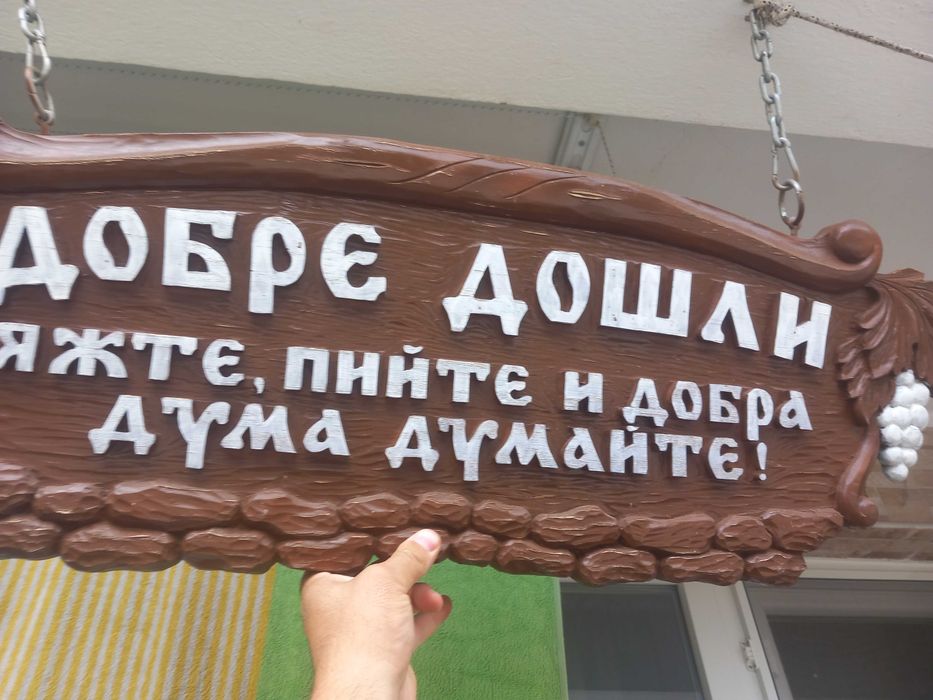 ДОБРЕ ДОШЛИ
ЯЖТЕ, ПИЙТЕ И ДОБРА
ДУМА ДУМАЙТЕ!